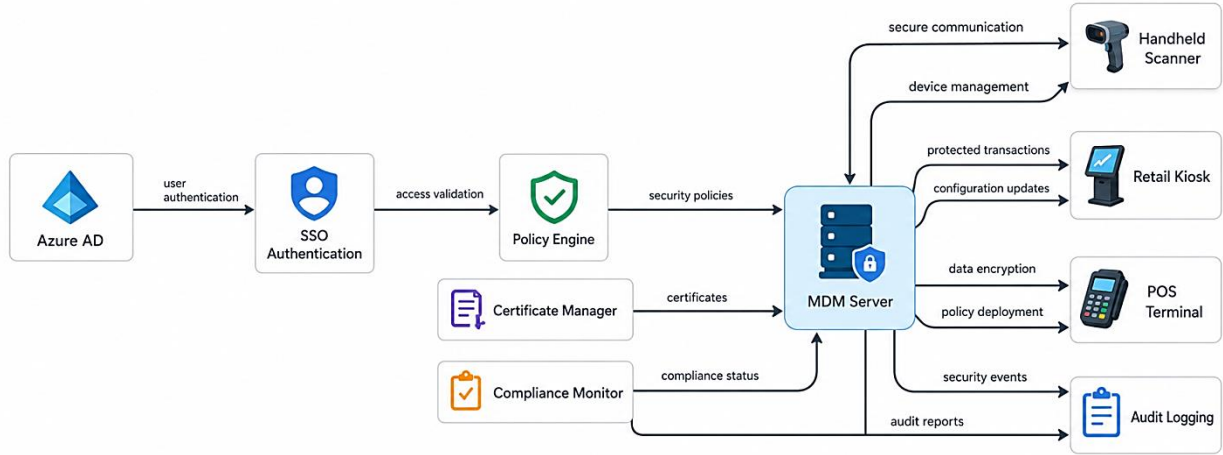 secure communication
Handheld
Scanner
device management
protected transactions
Retail Kiosk
configuration updates
user
authentication
access validation
security policies
Azure AD
SSO
Authentication
Policy Engine
MDM Server
data encryption
POS
Terminal
policy deployment
Certificate Manager
certificates
Compliance Monitor
compliance status
security events
Audit Logging
audit reports